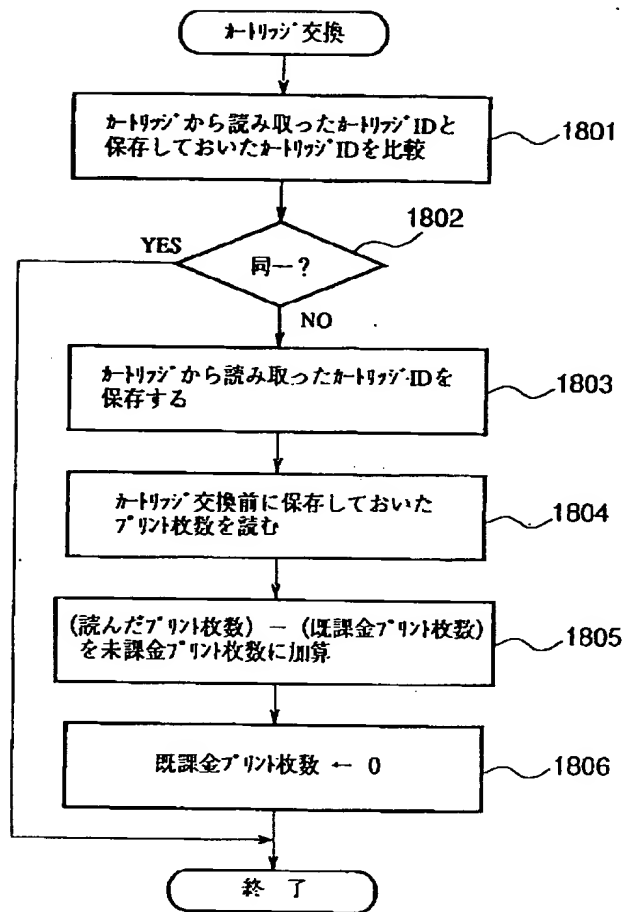 カートリッジ交換
カートリッジから読み取ったカートリッジIDと
保存しておいたカートリッジIDを比較
1801
1802
YES
同一?
NO
カートリッジから読み取ったカートリッジIDを
保存する
1803
カートリッジ交換前に保存しておいた
プリント枚数を読む
1804
(読んだプリント枚数) − (既課金プリント枚数)
を未課金プリント枚数に加算
1805
既課金プリント枚数 ← 0
1806
終 了